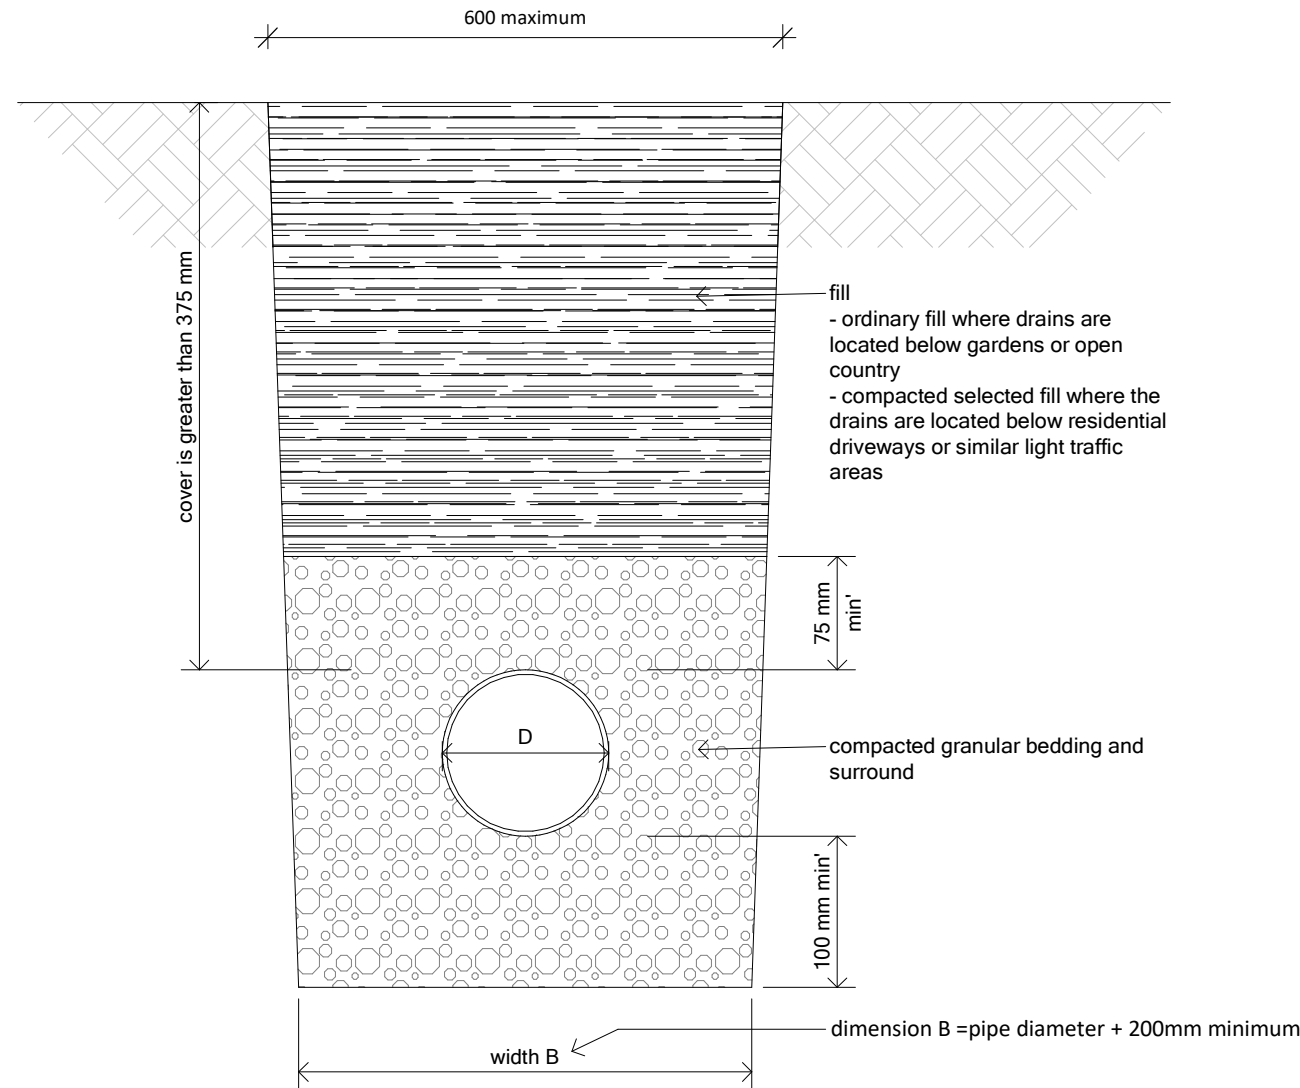 600 maximum
cover is greater than 375 mm
fill
- ordinary fill where drains are
located below gardens or open
country
- compacted selected fill where the
drains are located below residential
driveways or similar light traffic
areas
75 mm
min'
D
compacted granular bedding and
surround
100 mm min'
dimension B =pipe diameter + 200mm minimum
width B